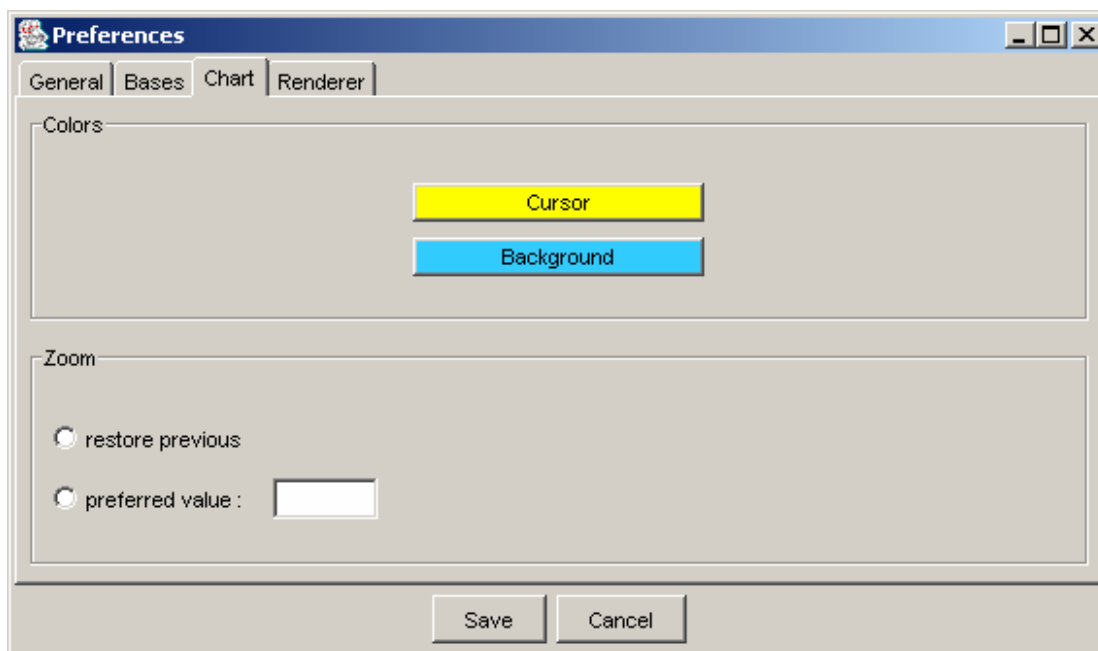 Preferences
General Bases Chart Renderer
Colors
Cursor
Background
Zoom
restore previous
preferred value :
Save Cancel